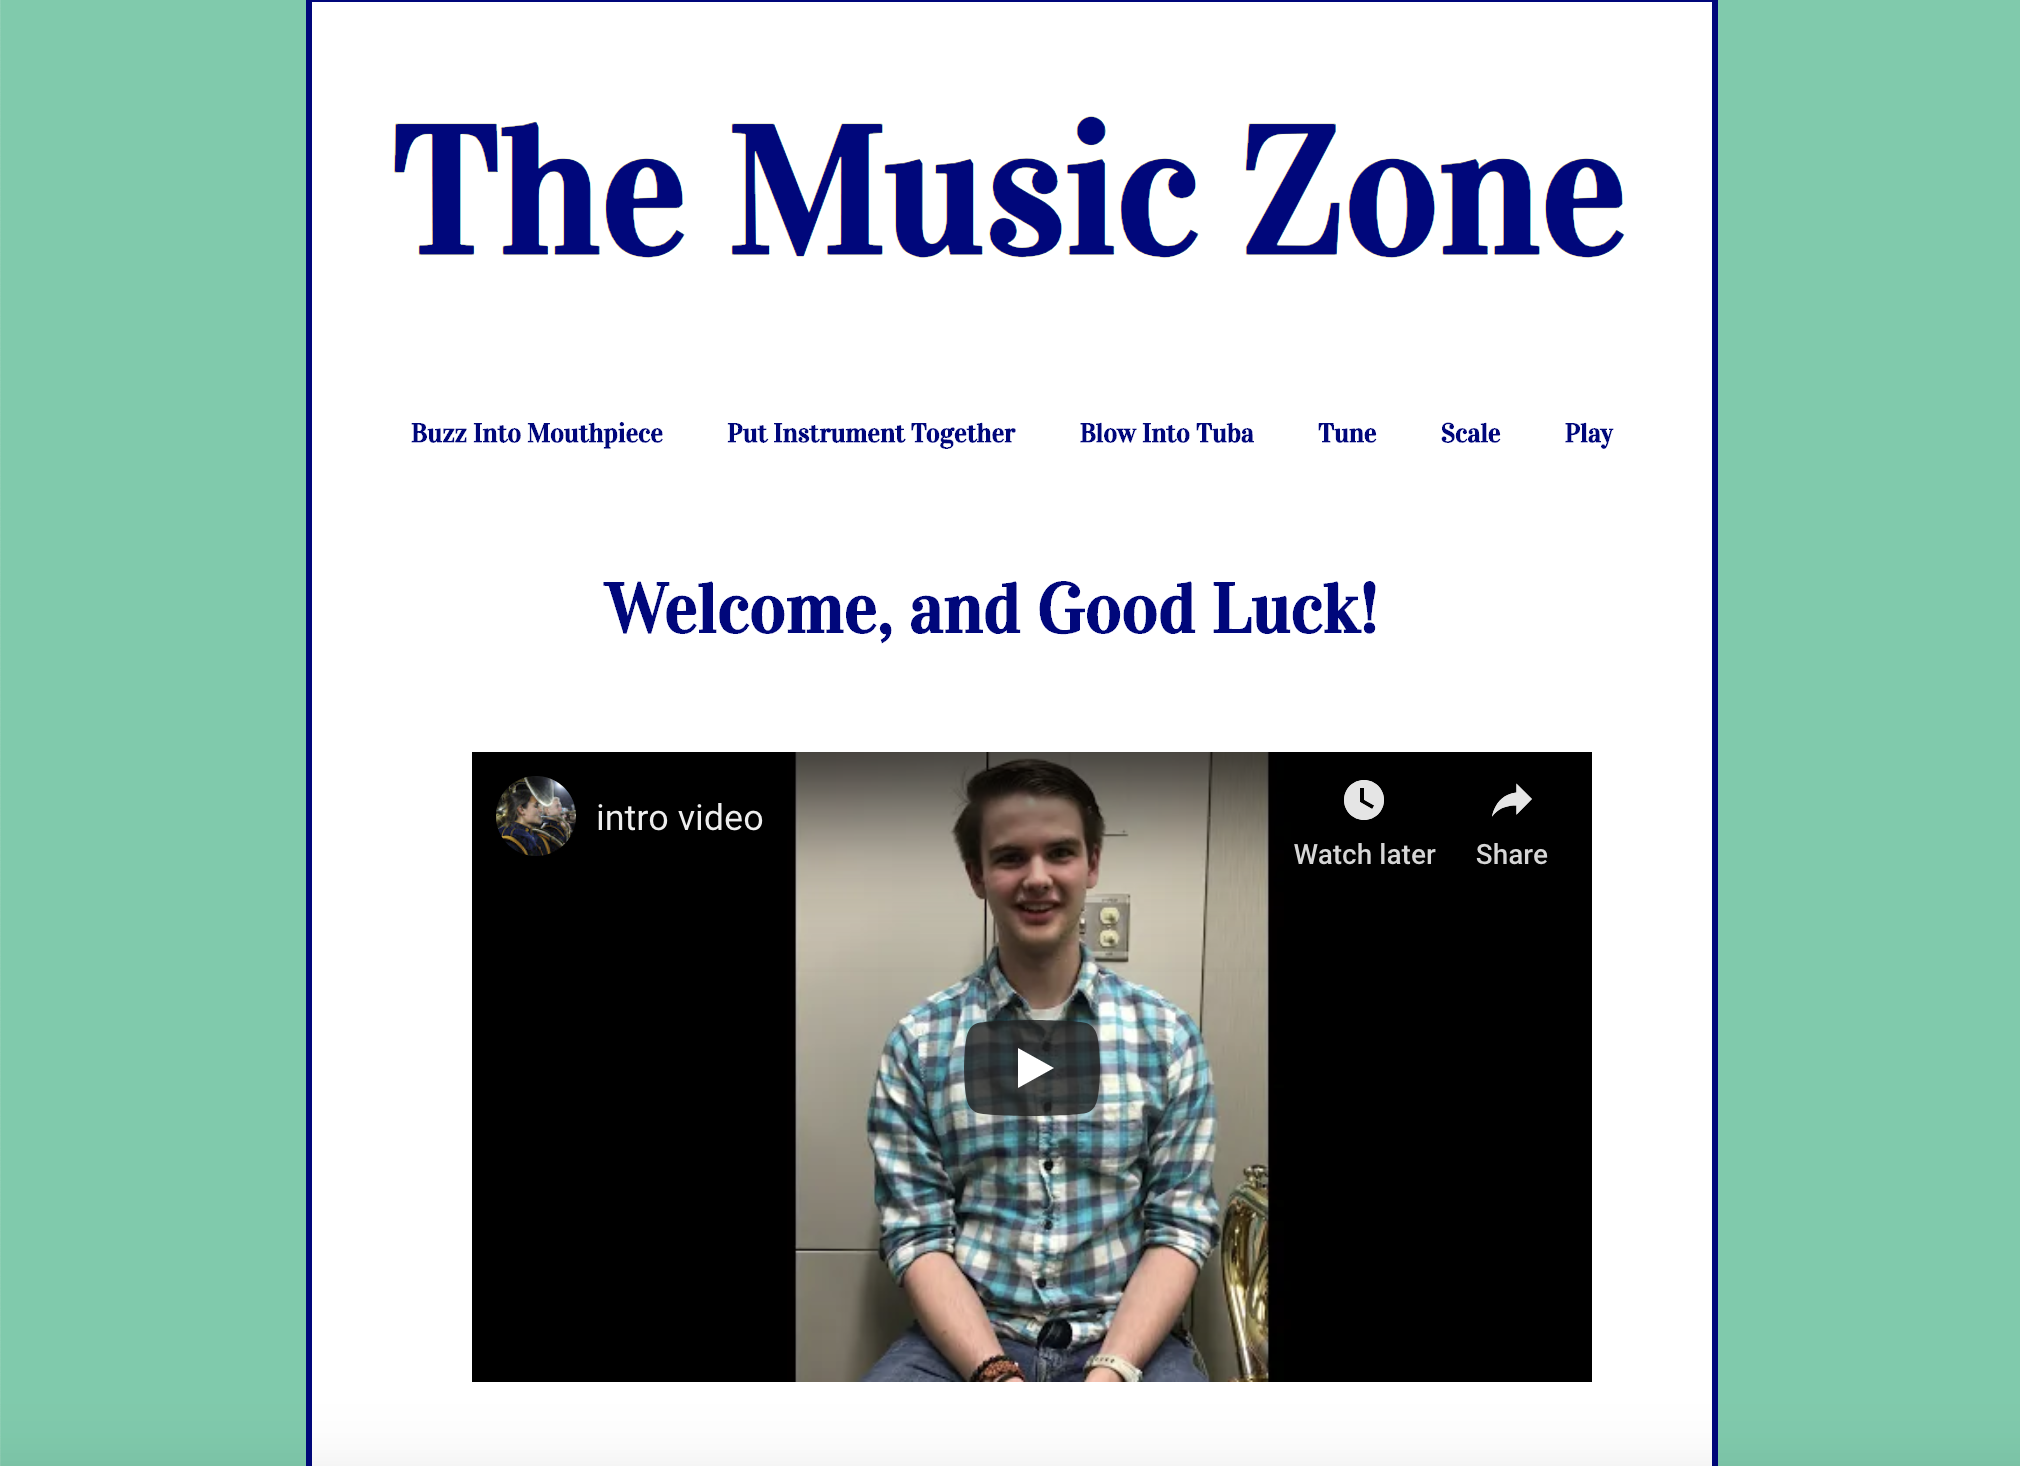 The Music Zone
Buzz Into Mouthpiece Put Instrument Together Blow Into Tuba Tune Scale Play
Welcome, and Good Luck!
intro video
Watch later Share